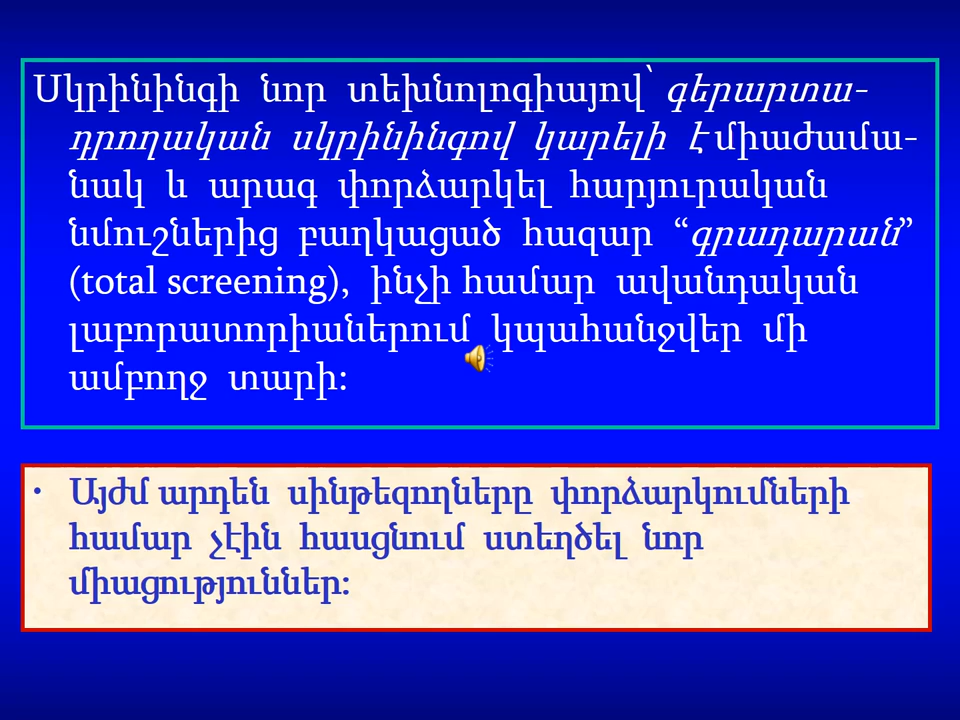 Սկրինինգի նոր տեխնոլոգիայով՝ գերարտա-
դրողական սկրինինգով կարելի է միաժամա-
նակ և արագ փորձարկել հարյուրական
նմուշներից բաղկացած հազար “գրադարան”
(total screening), ինչի համար ավանդական
լաբորատորիաներում կպահանջվեր մի
ամբողջ տարի:
• Այժմ արդեն սինթեզողները փորձարկումների
համար չէին հասցնում ստեղծել նոր
միացություններ: